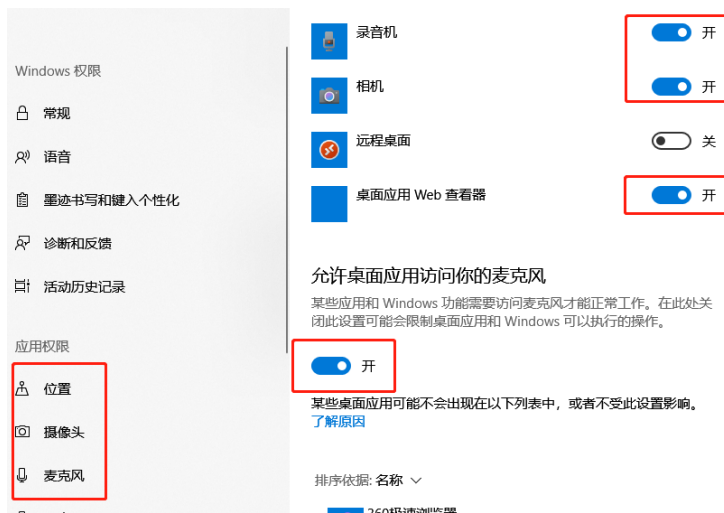 Windows 权限
常规
语音
墨迹书写和键入个性化
诊断和反馈
活动历史记录
应用权限
位置
摄像头
麦克风
录音机
开
相机
开
远程桌面
关
桌面应用 Web 查看器
开
允许桌面应用访问你的麦克风
某些应用和 Windows 功能需要访问麦克风才能正常工作。在此处关
闭此设置可能会限制桌面应用和 Windows 可以执行的操作。
开
某些桌面应用可能不会出现在以下列表中，或者不受此设置影响。
了解原因
排序依据: 名称
360极速浏览器